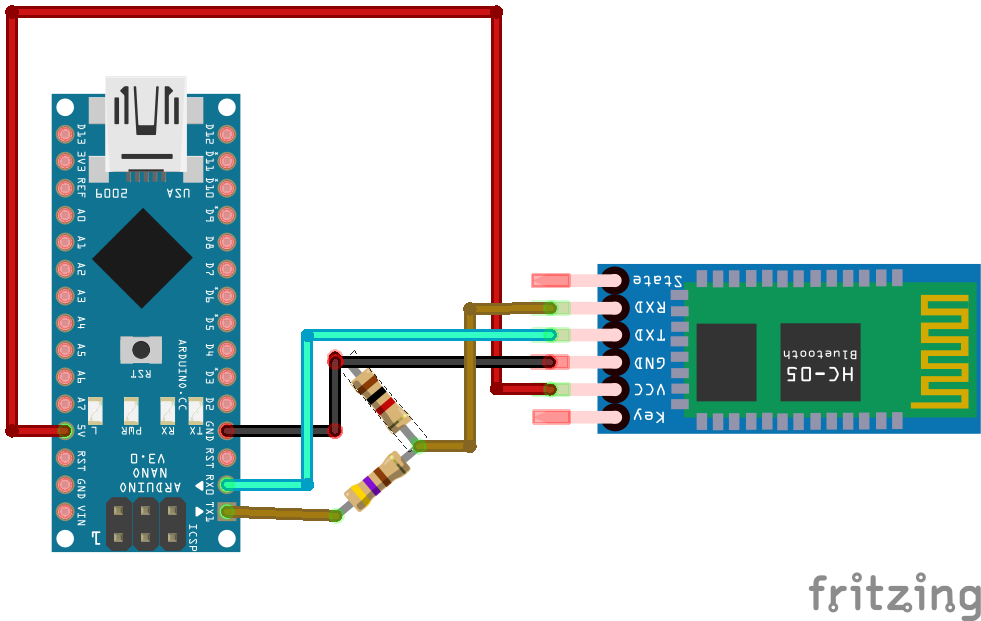 2009
USA
D13
3V3
REF
A0
A1
A2
A3
A4
A5
A6
A7
5V
RST
GND
VIN
D12
D11
D10
D9
D8
D7
D6
D5
D4
D3
D2
GND
RST
RX0
TX1
RST
ARDUINO.CC
L
PWR
RX
TX
V3.0
NANO
ARDUINO
1
ICSP
State
RXD
TXD
GND
VCC
Key
Bluetooth
HC-05
fritzing